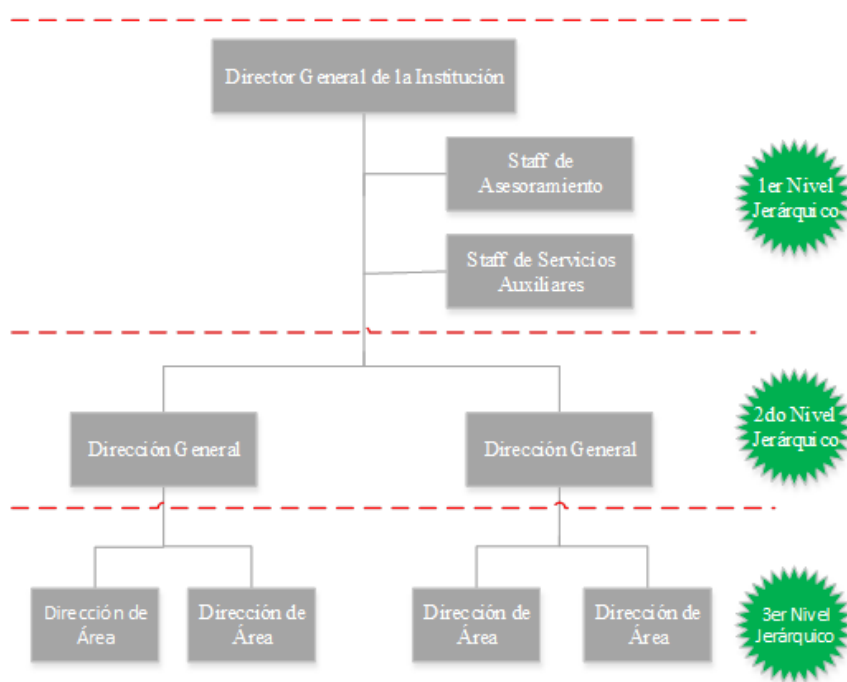 Director General de la Institución
Staff de
Asesoramiento
1er Nivel
Jerárquico
Staff de Servicios
Auxiliares
2do Nivel
Jerárquico
Dirección General
Dirección General
Dirección de
Área
Dirección de
Área
Dirección de
Área
Dirección de
Área
3er Nivel
Jerárquico